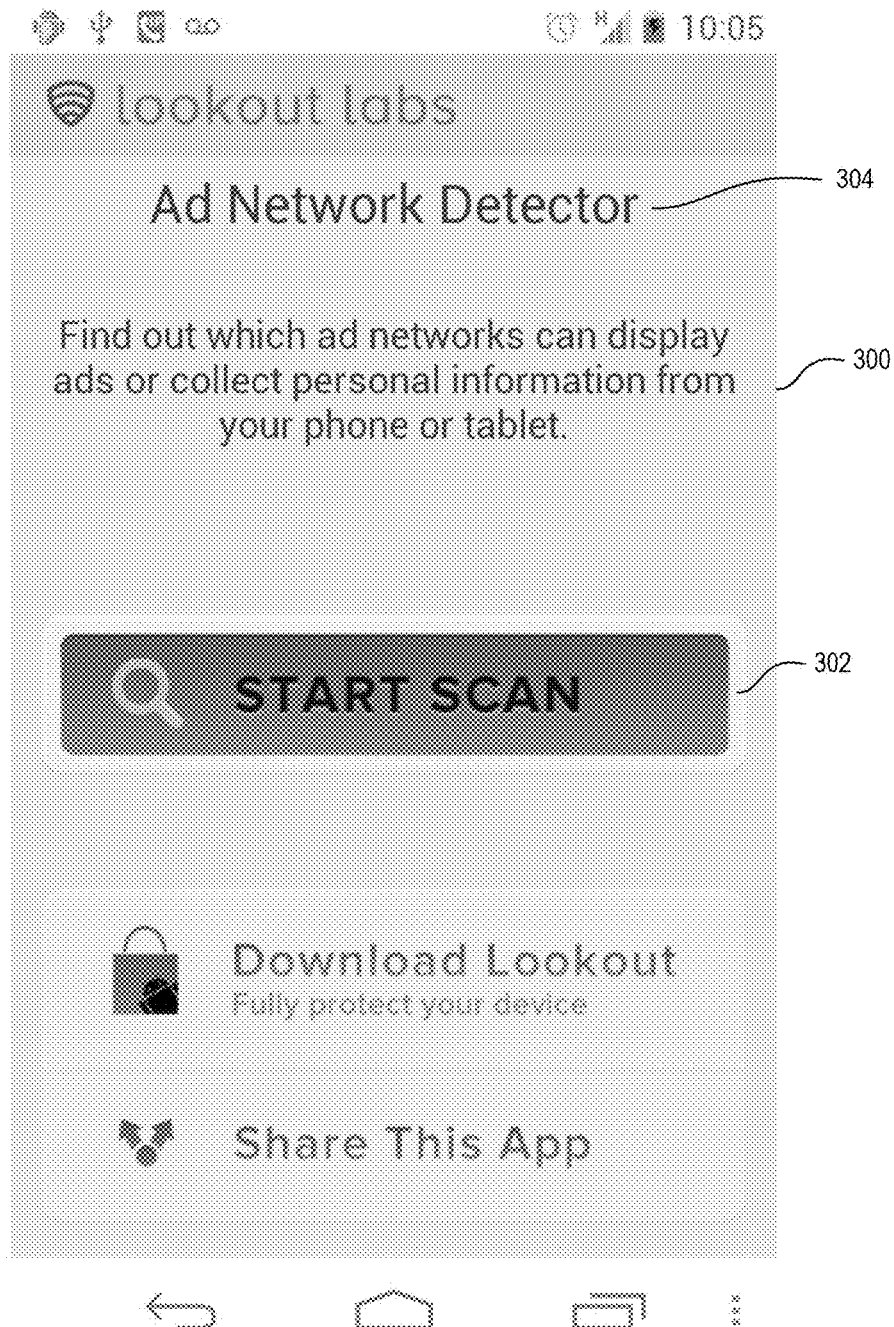 10:05
lookout labs
Ad Network Detector
304
Find out which ad networks can display
ads or collect personal information from
your phone or tablet.
300
START SCAN
302
Download Lookout
Fully protect your device
Share This App